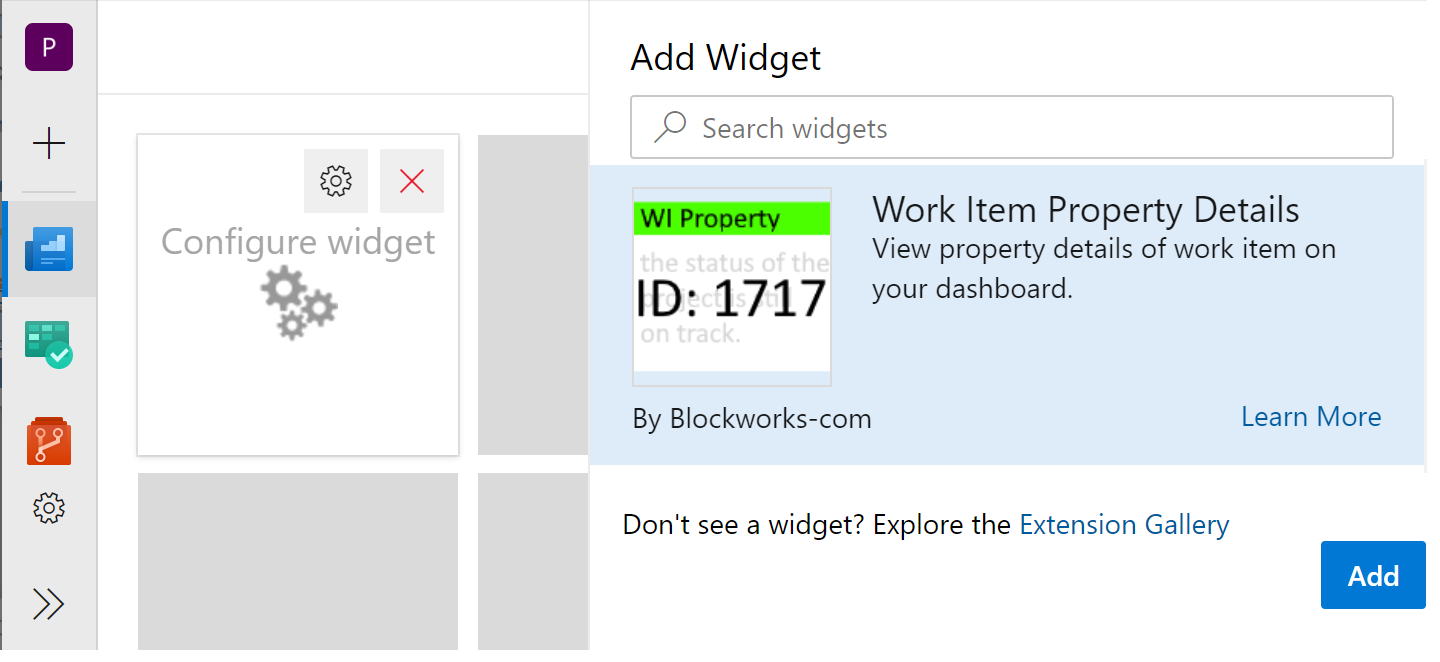 P
Configure widget
Add Widget
Search widgets
WI Property
the status of the
project is still
ID: 1717
on track.
Work Item Property Details
View property details of work item on
your dashboard.
By Blockworks-com
Learn More
Don't see a widget? Explore the Extension Gallery
Add